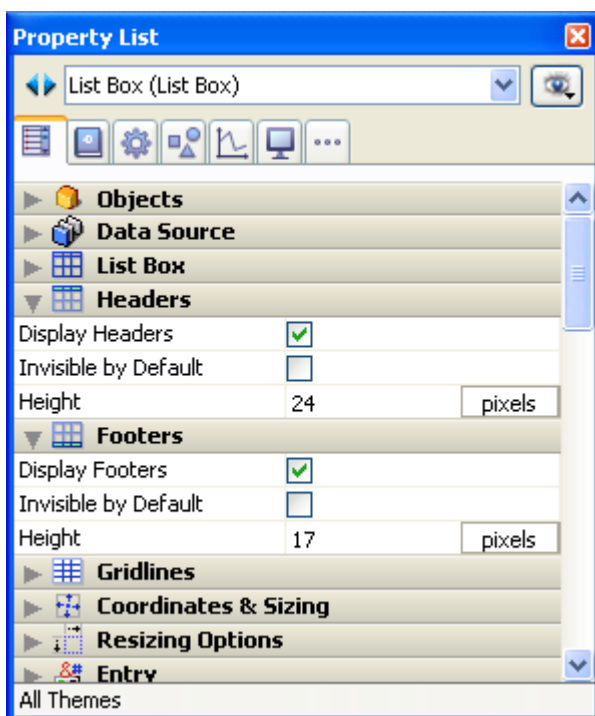 Property List
List Box (List Box)
Objects
Data Source
List Box
Headers
Display Headers
Invisible by Default
Height 24 pixels
Footers
Display Footers
Invisible by Default
Height 17 pixels
Gridlines
Coordinates & Sizing
Resizing Options
Entry
All Themes